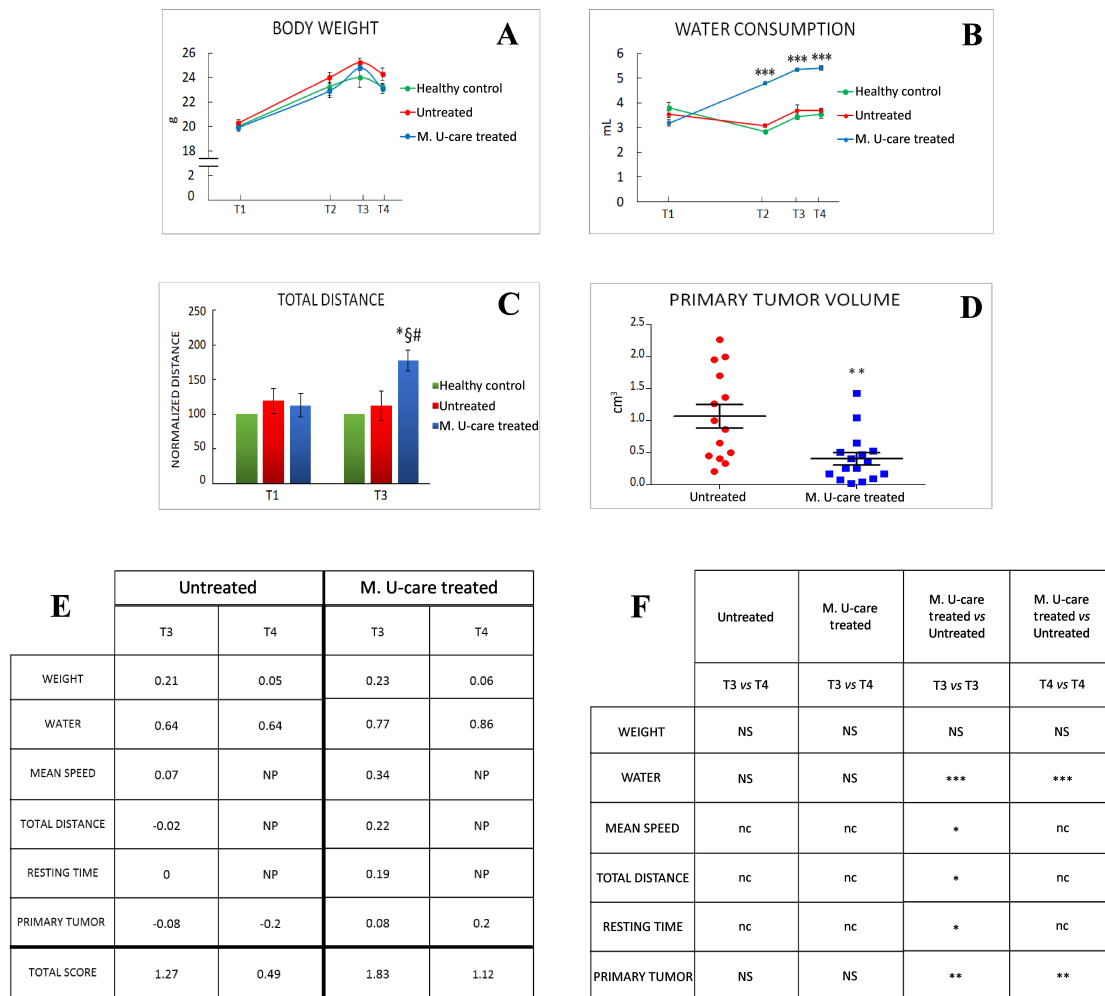 BODY WEIGHT
A
26
24
22
20
18
2
0
g
T1
T2
T3
T4
Healthy control
Untreated
M. U-care treated
WATER CONSUMPTION
B
6
5
4
3
2
1
0
mL
T1
T2
T3
T4
***
***
***
Healthy control
Untreated
M. U-care treated
TOTAL DISTANCE
C
250
200
150
100
50
0
NORMALIZED DISTANCE
*§#
T1
T3
Healthy control
Untreated
M. U-care treated
PRIMARY TUMOR VOLUME
D
2.5
2.0
1.5
1.0
0.5
0.0
cm³
**
Untreated
M. U-care treated
E
Untreated
M. U-care treated
T3
T4
T3
T4
WEIGHT
0.21
0.05
0.23
0.06
WATER
0.64
0.64
0.77
0.86
MEAN SPEED
0.07
NP
0.34
NP
TOTAL DISTANCE
-0.02
NP
0.22
NP
RESTING TIME
0
NP
0.19
NP
PRIMARY TUMOR
-0.08
-0.2
0.08
0.2
TOTAL SCORE
1.27
0.49
1.83
1.12
F
Untreated
M. U-care
treated
M. U-care
treated vs
Untreated
M. U-care
treated vs
Untreated
T3 vs T4
T3 vs T4
T3 vs T3
T4 vs T4
WEIGHT
NS
NS
NS
NS
WATER
NS
NS
***
***
MEAN SPEED
nc
nc
*
nc
TOTAL DISTANCE
nc
nc
*
nc
RESTING TIME
nc
nc
*
nc
PRIMARY TUMOR
NS
NS
**
**